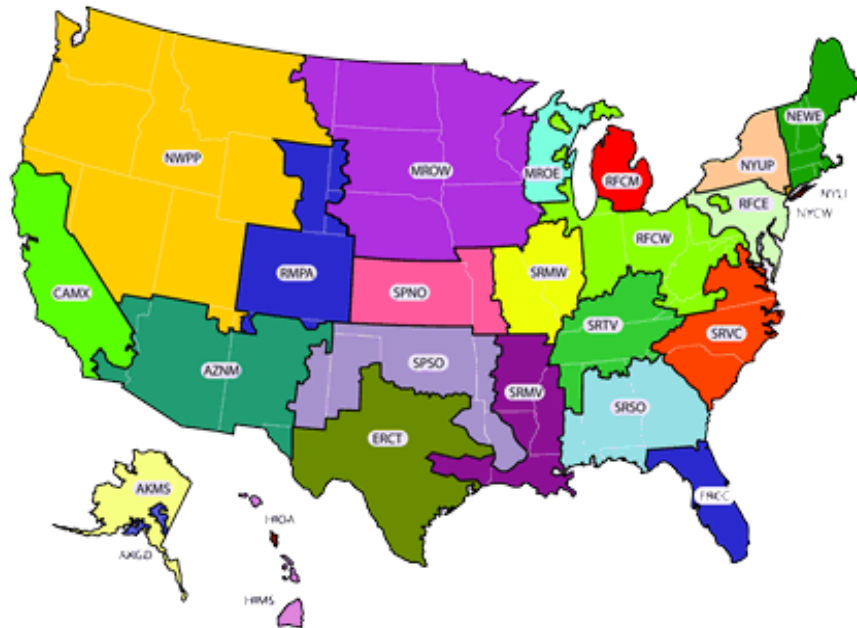 NEWE
NWPP
MROW
MROE
NYUP
RFCM
RFCE
NYLI
NYCW
RFCW
CAMX
RMPA
SPNO
SRMW
SRTV
SRVC
AZNM
SPSO
SRMV
SRSO
ERCT
AKMS
FRCC
HIOA
AKGD
HIMS